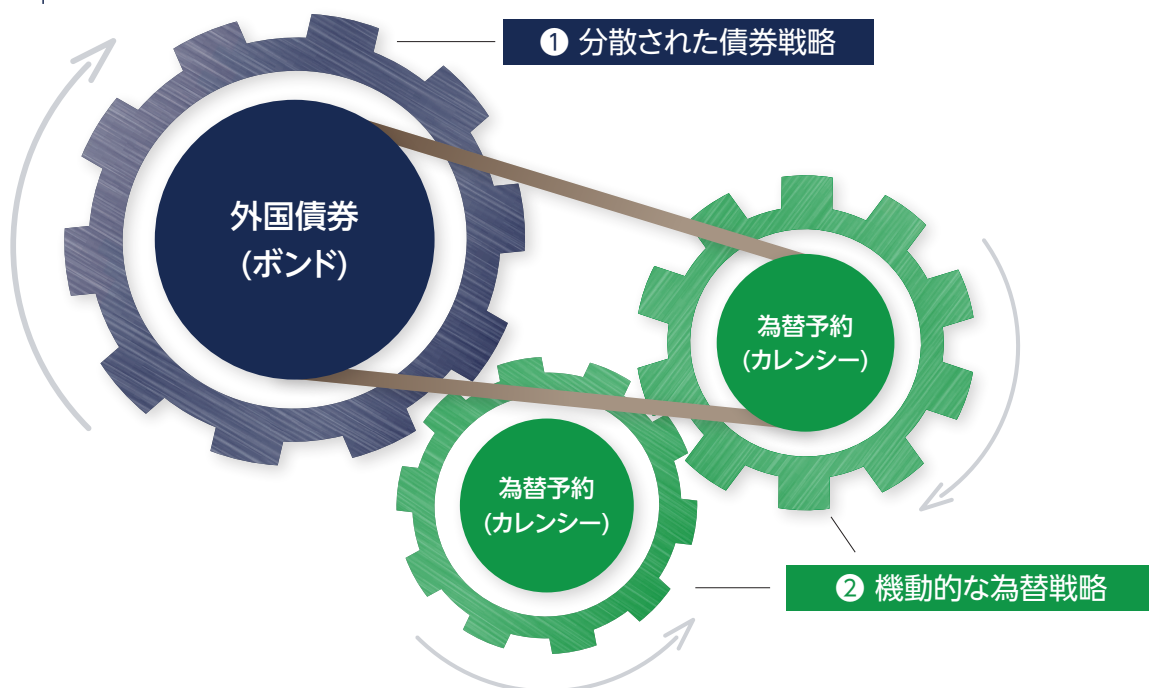 ❶ 分散された債券戦略
外国債券
(ボンド)
為替予約
(カレンシー)
為替予約
(カレンシー)
❷ 機動的な為替戦略